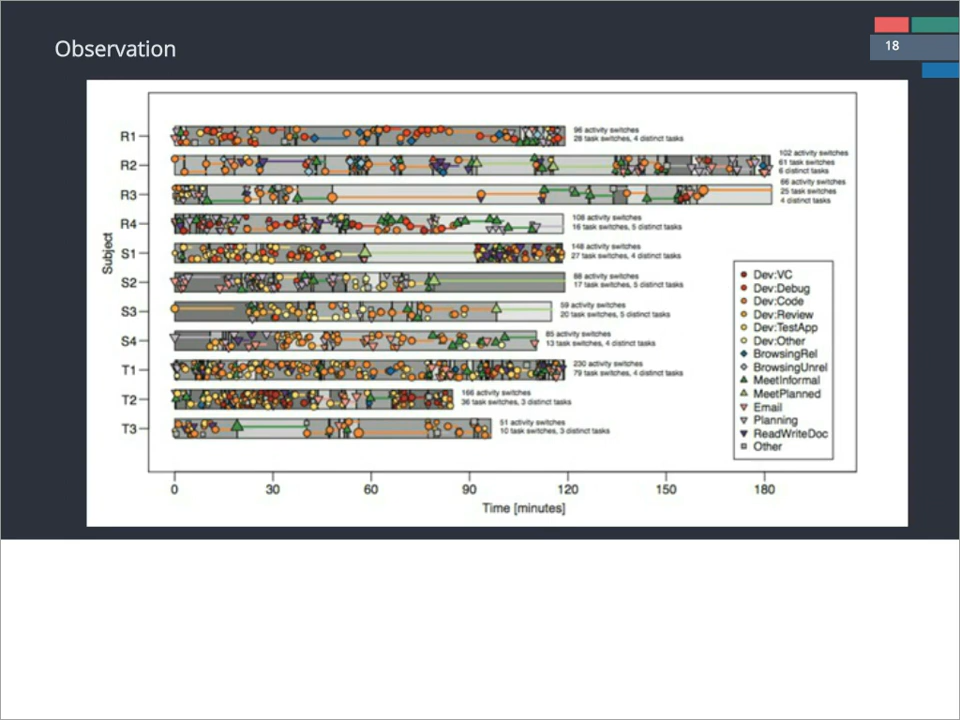 Observation
18
R1
96 activity switches
28 task switches, 4 distinct tasks
R2
102 activity switches
61 task switches
6 distinct tasks
R3
66 activity switches
25 task switches
4 distinct tasks
R4
108 activity switches
16 task switches, 5 distinct tasks
S1
148 activity switches
27 task switches, 4 distinct tasks
S2
88 activity switches
17 task switches, 5 distinct tasks
S3
59 activity switches
20 task switches, 5 distinct tasks
S4
85 activity switches
13 task switches, 4 distinct tasks
T1
230 activity switches
79 task switches, 4 distinct tasks
T2
166 activity switches
36 task switches, 3 distinct tasks
T3
51 activity switches
10 task switches, 3 distinct tasks
Subject
Dev:VC
Dev:Debug
Dev:Code
Dev:Review
Dev:TestApp
Dev:Other
BrowsingRel
BrowsingUnrel
MeetInformal
MeetPlanned
Email
Planning
ReadWriteDoc
Other
0 30 60 90 120 150 180
Time [minutes]